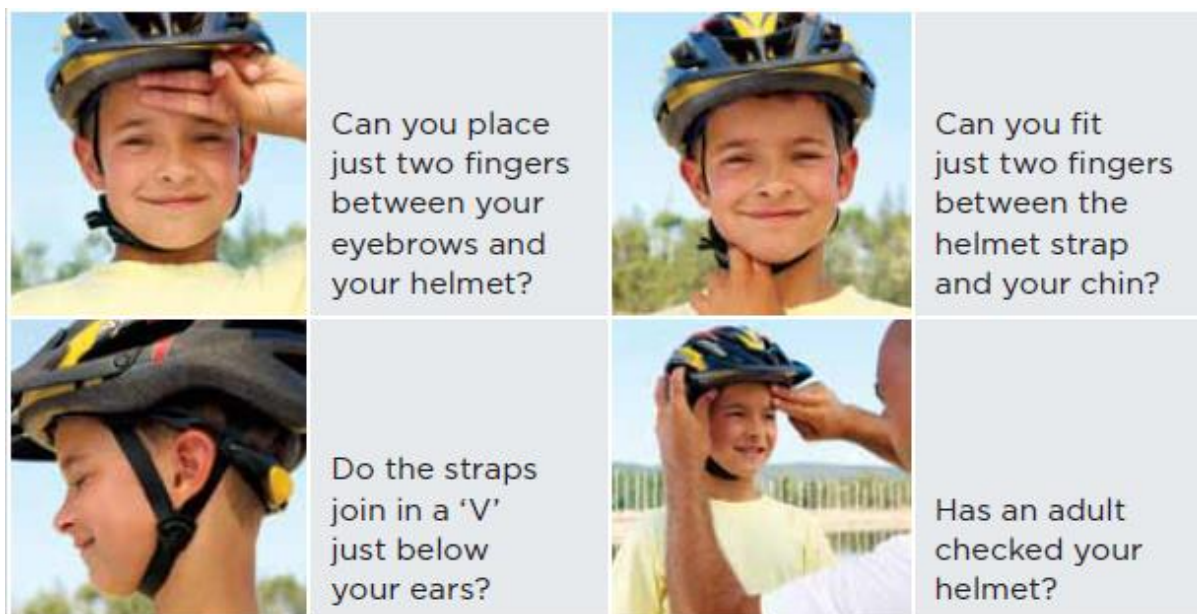 Can you place
just two fingers
between your
eyebrows and
your helmet?
Can you fit
just two fingers
between the
helmet strap
and your chin?
Do the straps
join in a ‘V’
just below
your ears?
Has an adult
checked your
helmet?